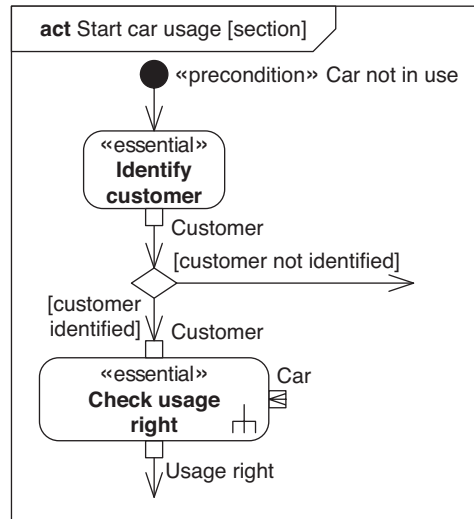 act Start car usage [section]
«precondition» Car not in use
«essential»
Identify
customer
Customer
[customer not identified]
[customer
identified]
Customer
«essential»
Check usage
right
Car
Usage right